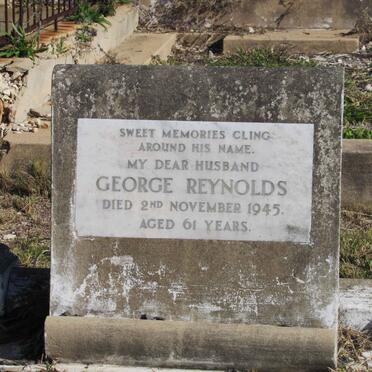 SWEET MEMORIES CLING
AROUND HIS NAME.
MY DEAR HUSBAND
GEORGE REYNOLDS
DIED 2ND NOVEMBER 1945.
AGED 61 YEARS.